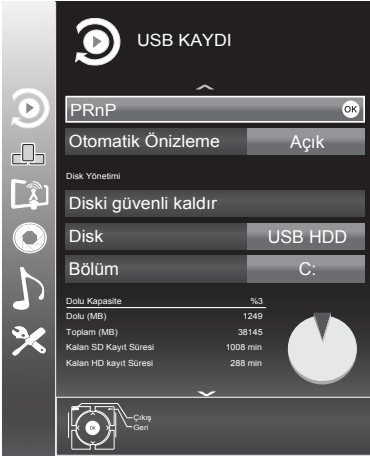 USB KAYDI
PRnP OK
Otomatik Önizleme Açık
Disk Yönetimi
Diski güvenli kaldır
Disk USB HDD
Bölüm C:
Dolu Kapasite %3
Dolu (MB) 1249
Toplam (MB) 38145
Kalan SD Kayıt Süresi 1008 min
Kalan HD kayıt Süresi 288 min
Çıkış
OK Geri